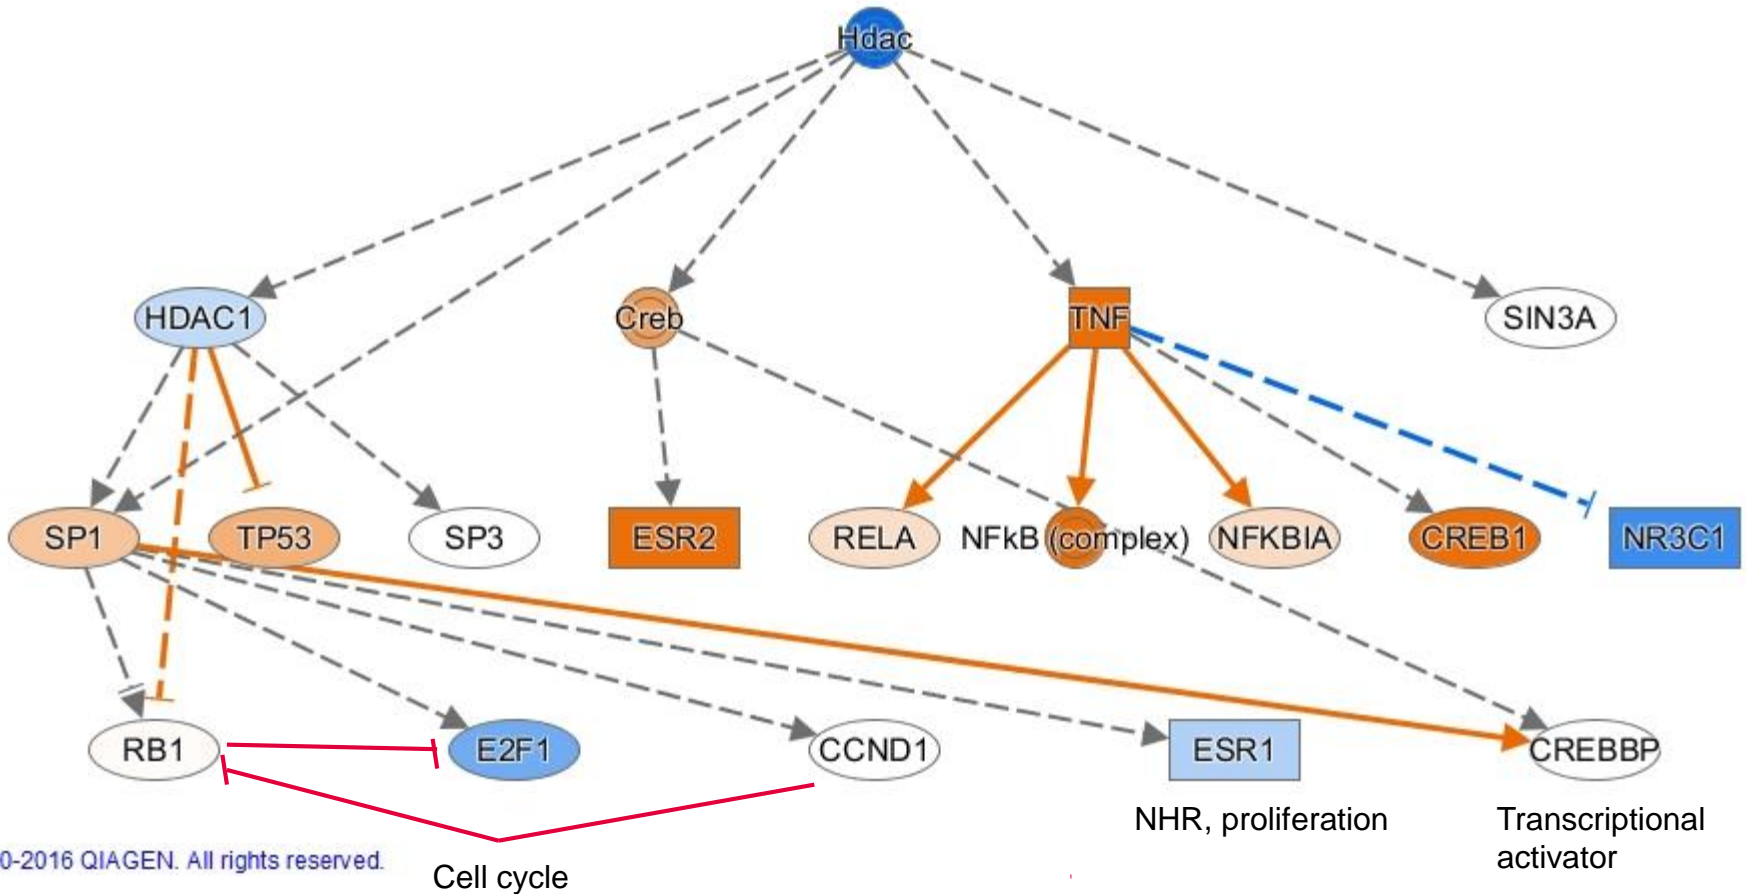 Hdac
HDAC1
Creb
TNF
SIN3A
SP1
TP53
SP3
ESR2
RELA
NFkB (complex)
NFKBIA
CREB1
NR3C1
RB1
E2F1
CCND1
ESR1
CREBBP
NHR, proliferation
Transcriptional
activator
0-2016 QIAGEN. All rights reserved.
Cell cycle